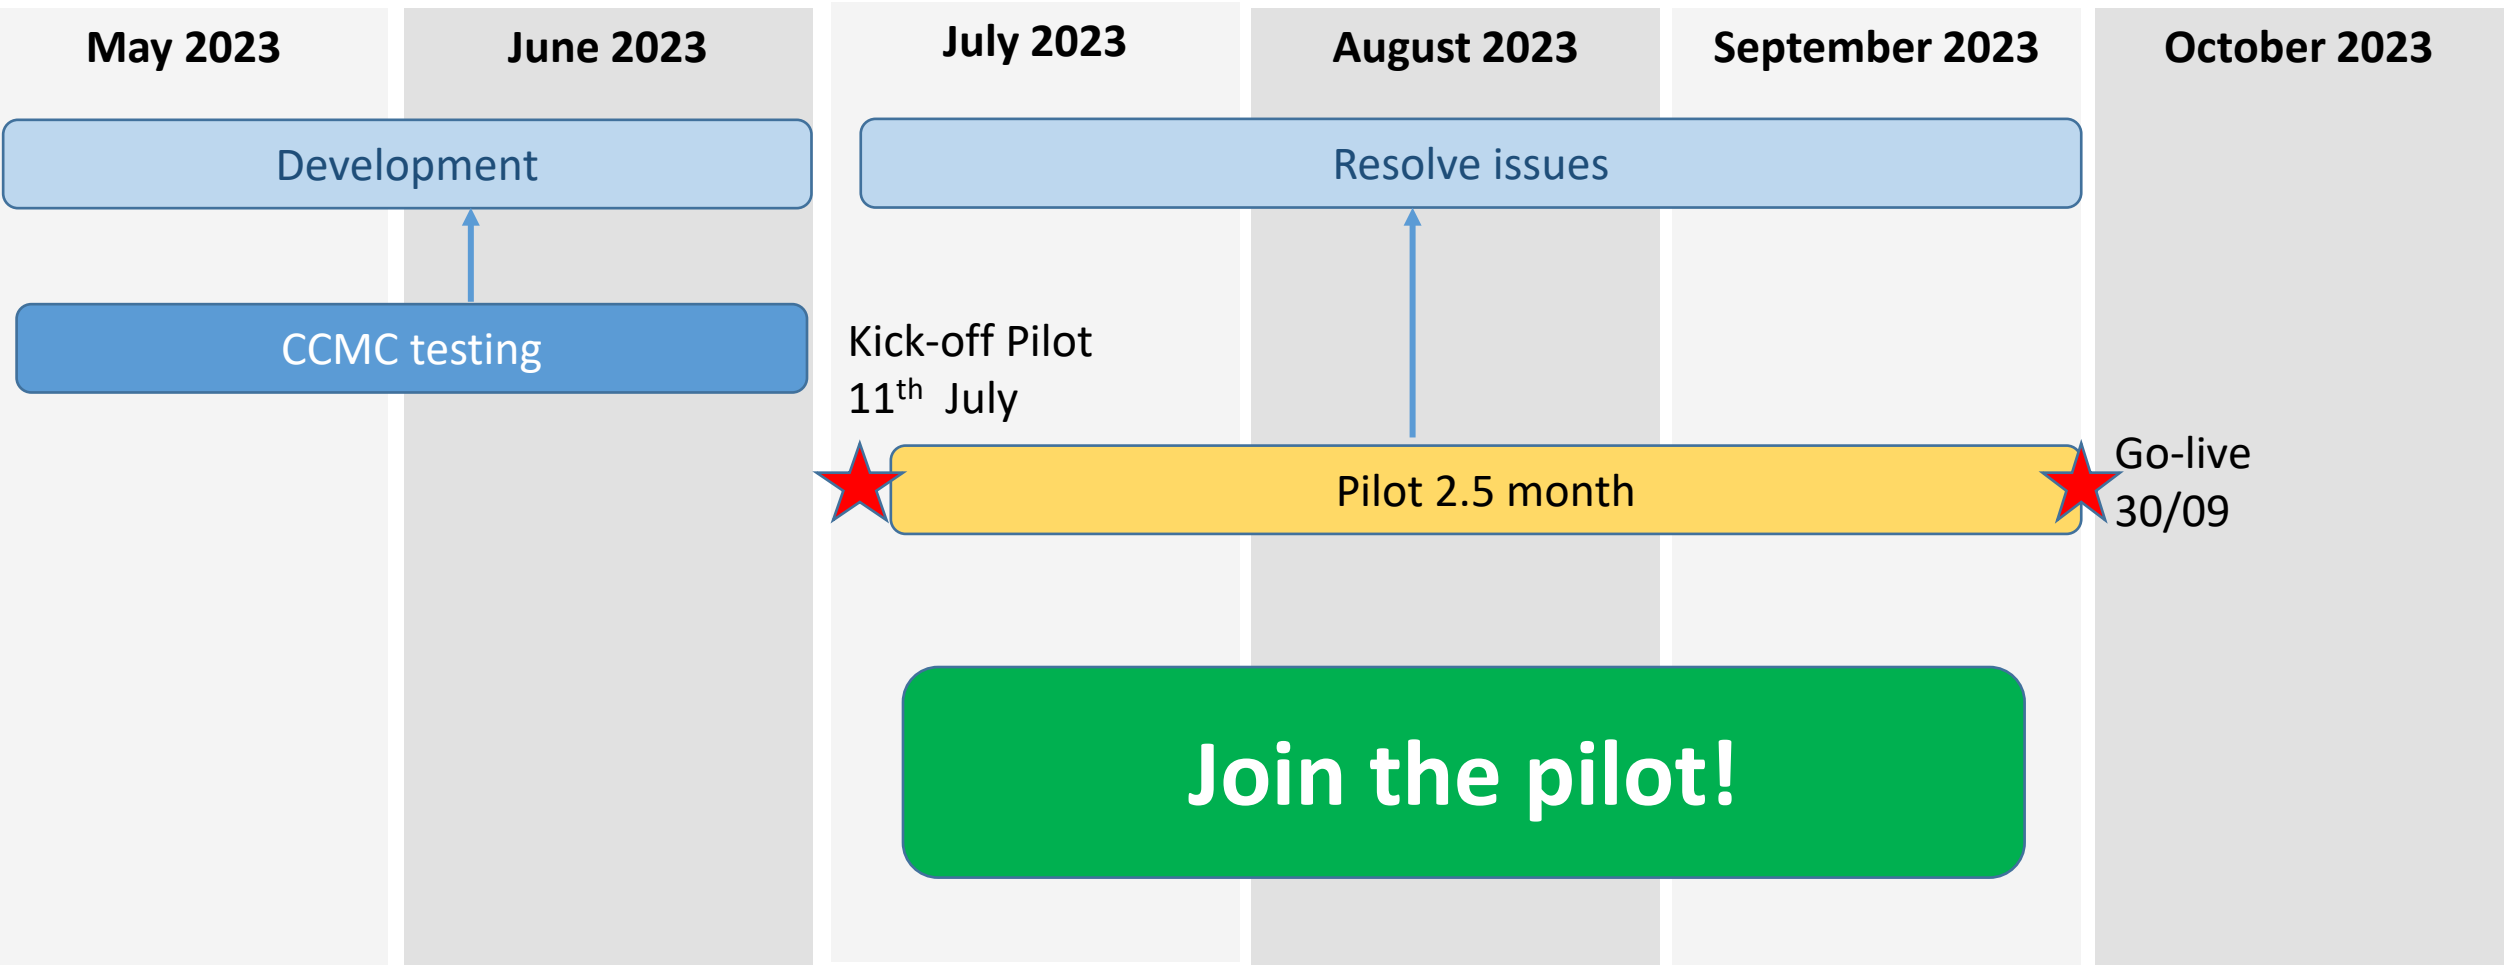 May 2023
June 2023
July 2023
August 2023
September 2023
October 2023
Development
Resolve issues
CCMC testing
Kick-off Pilot
11th July
Pilot 2.5 month
Go-live
30/09
Join the pilot!